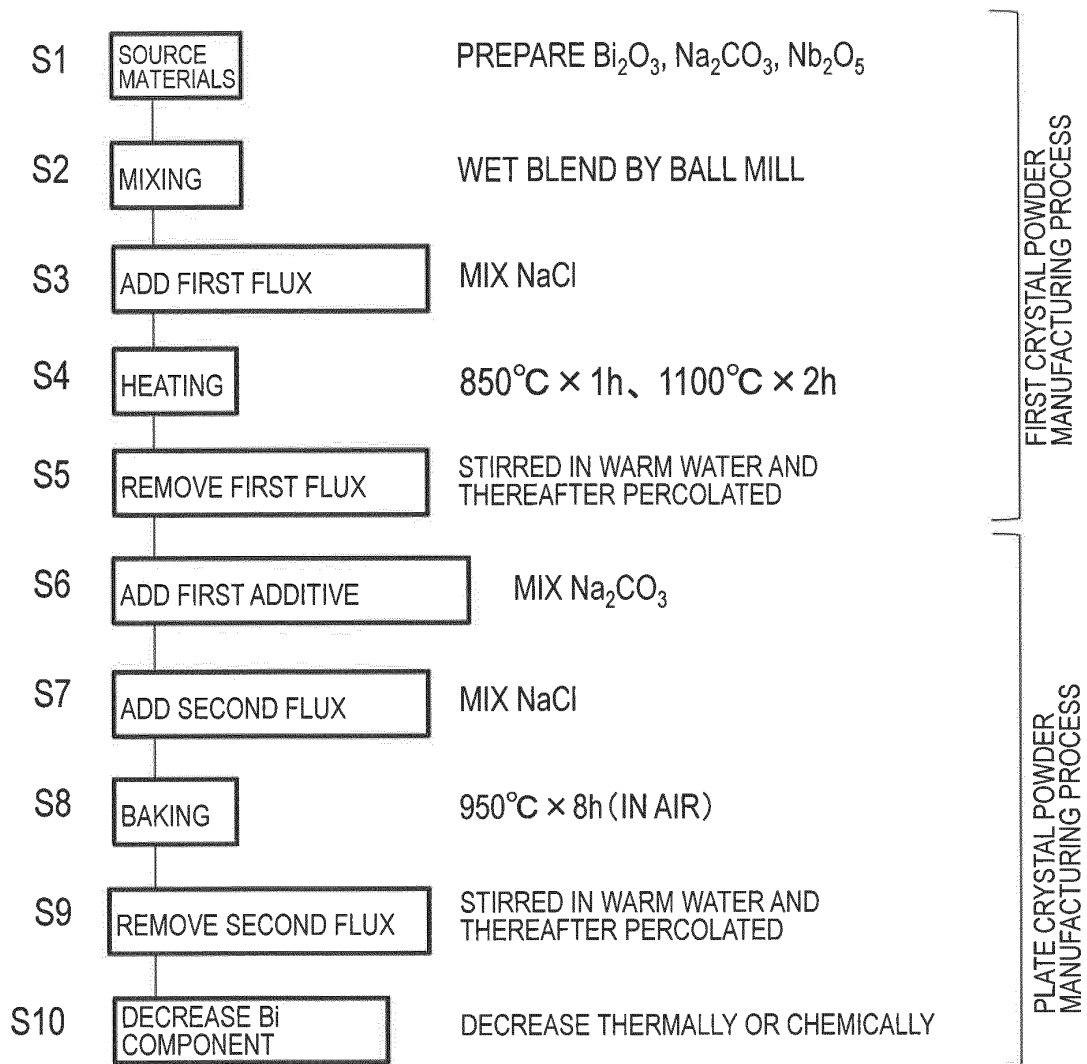 S1
SOURCE
MATERIALS
PREPARE Bi₂O₃, Na₂CO₃, Nb₂O₅
S2
MIXING
WET BLEND BY BALL MILL
S3
ADD FIRST FLUX
MIX NaCl
S4
HEATING
850℃ × 1h、1100℃ × 2h
S5
REMOVE FIRST FLUX
STIRRED IN WARM WATER AND
THEREAFTER PERCOLATED
FIRST CRYSTAL POWDER
MANUFACTURING PROCESS
S6
ADD FIRST ADDITIVE
MIX Na₂CO₃
S7
ADD SECOND FLUX
MIX NaCl
S8
BAKING
950℃ × 8h (IN AIR)
S9
REMOVE SECOND FLUX
STIRRED IN WARM WATER AND
THEREAFTER PERCOLATED
S10
DECREASE Bi
COMPONENT
DECREASE THERMALLY OR CHEMICALLY
PLATE CRYSTAL POWDER
MANUFACTURING PROCESS